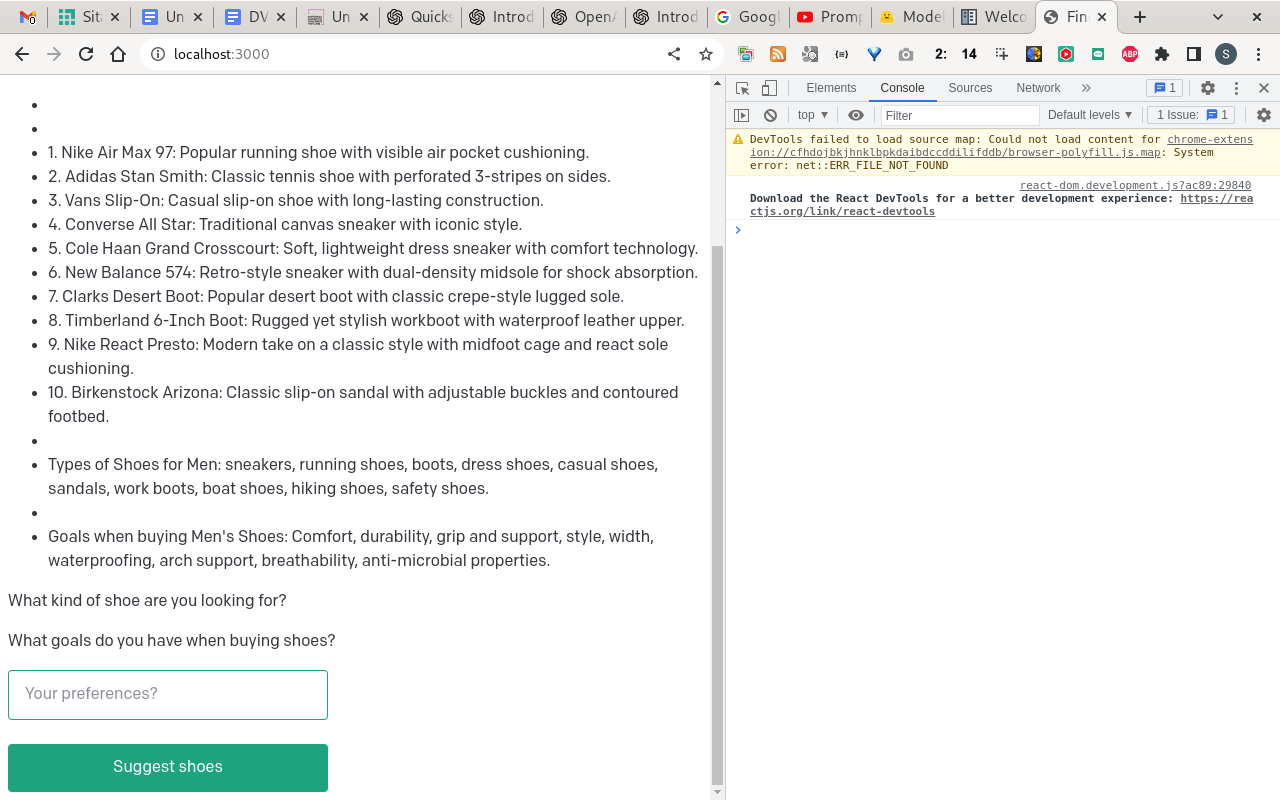 Sita
Un
DV
Un
Quicks
Introd
OpenA
Introd
Googl
Promp
Model
Welco
Fin
localhost:3000
2: 14
ABP
S
Elements Console Sources Network
1
top
Filter
Default levels
1 Issue: 1
DevTools failed to load source map: Could not load content for chrome-extens
ion://cfhdojbkjhnklbpkdaibdccddilifddb/browser-polyfill.js.map: System
error: net::ERR_FILE_NOT_FOUND
react-dom.development.js?ac89:29840
Download the React DevTools for a better development experience: https://rea
ctjs.org/link/react-devtools
1. Nike Air Max 97: Popular running shoe with visible air pocket cushioning.
2. Adidas Stan Smith: Classic tennis shoe with perforated 3-stripes on sides.
3. Vans Slip-On: Casual slip-on shoe with long-lasting construction.
4. Converse All Star: Traditional canvas sneaker with iconic style.
5. Cole Haan Grand Crosscourt: Soft, lightweight dress sneaker with comfort technology.
6. New Balance 574: Retro-style sneaker with dual-density midsole for shock absorption.
7. Clarks Desert Boot: Popular desert boot with classic crepe-style lugged sole.
8. Timberland 6-Inch Boot: Rugged yet stylish workboot with waterproof leather upper.
9. Nike React Presto: Modern take on a classic style with midfoot cage and react sole
cushioning.
10. Birkenstock Arizona: Classic slip-on sandal with adjustable buckles and contoured
footbed.
Types of Shoes for Men: sneakers, running shoes, boots, dress shoes, casual shoes,
sandals, work boots, boat shoes, hiking shoes, safety shoes.
Goals when buying Men's Shoes: Comfort, durability, grip and support, style, width,
waterproofing, arch support, breathability, anti-microbial properties.
What kind of shoe are you looking for?
What goals do you have when buying shoes?
Your preferences?
Suggest shoes